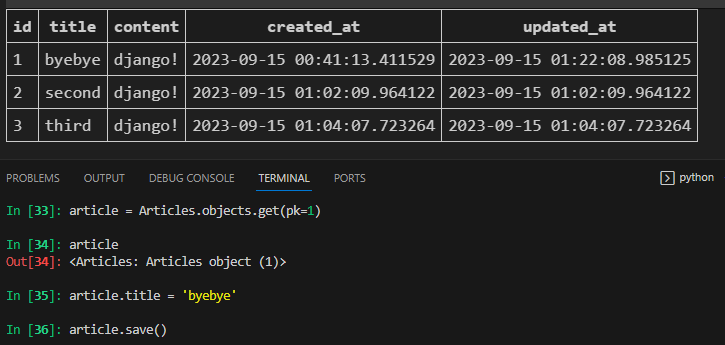 id title content created_at updated_at
1 byebye django! 2023-09-15 00:41:13.411529 2023-09-15 01:22:08.985125
2 second django! 2023-09-15 01:02:09.964122 2023-09-15 01:02:09.964122
3 third django! 2023-09-15 01:04:07.723264 2023-09-15 01:04:07.723264
PROBLEMS OUTPUT DEBUG CONSOLE TERMINAL PORTS python
In [33]: article = Articles.objects.get(pk=1)
In [34]: article
Out[34]: <Articles: Articles object (1)>
In [35]: article.title = 'byebye'
In [36]: article.save()